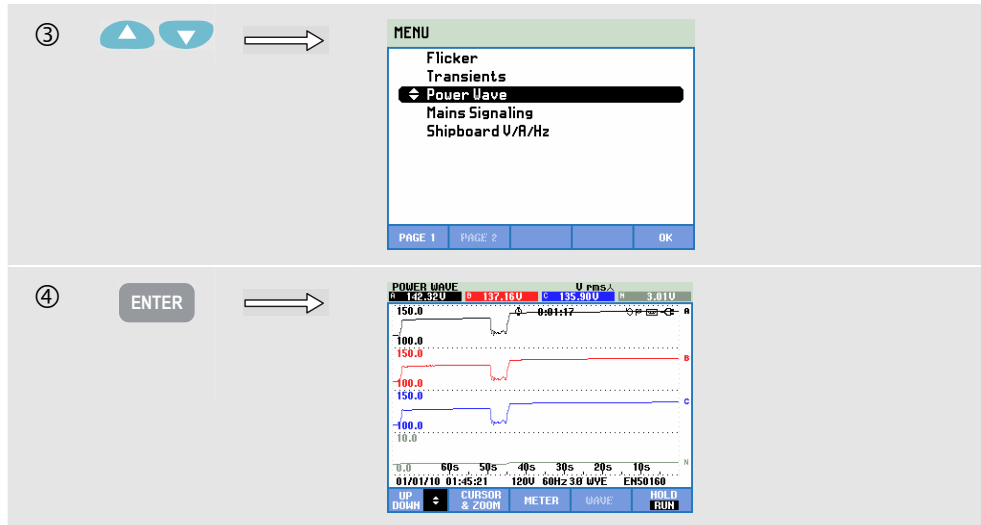 ③
MENU
Flicker
Transients
Power Wave
Mains Signaling
Shipboard V/A/Hz
PAGE 1 PAGE 2 OK
④
ENTER
POWER WAVE V rms
A 142.32V B 137.16V C 135.90V N 3.01V
150.0 0:01:17 A
100.0
150.0 B
100.0
150.0 C
100.0
10.0
0.0 60s 50s 40s 30s 20s 10s N
01/01/10 01:45:21 120V 60Hz 3Ø WYE EN50160
UP DOWN CURSOR & ZOOM METER WAVE HOLD RUN